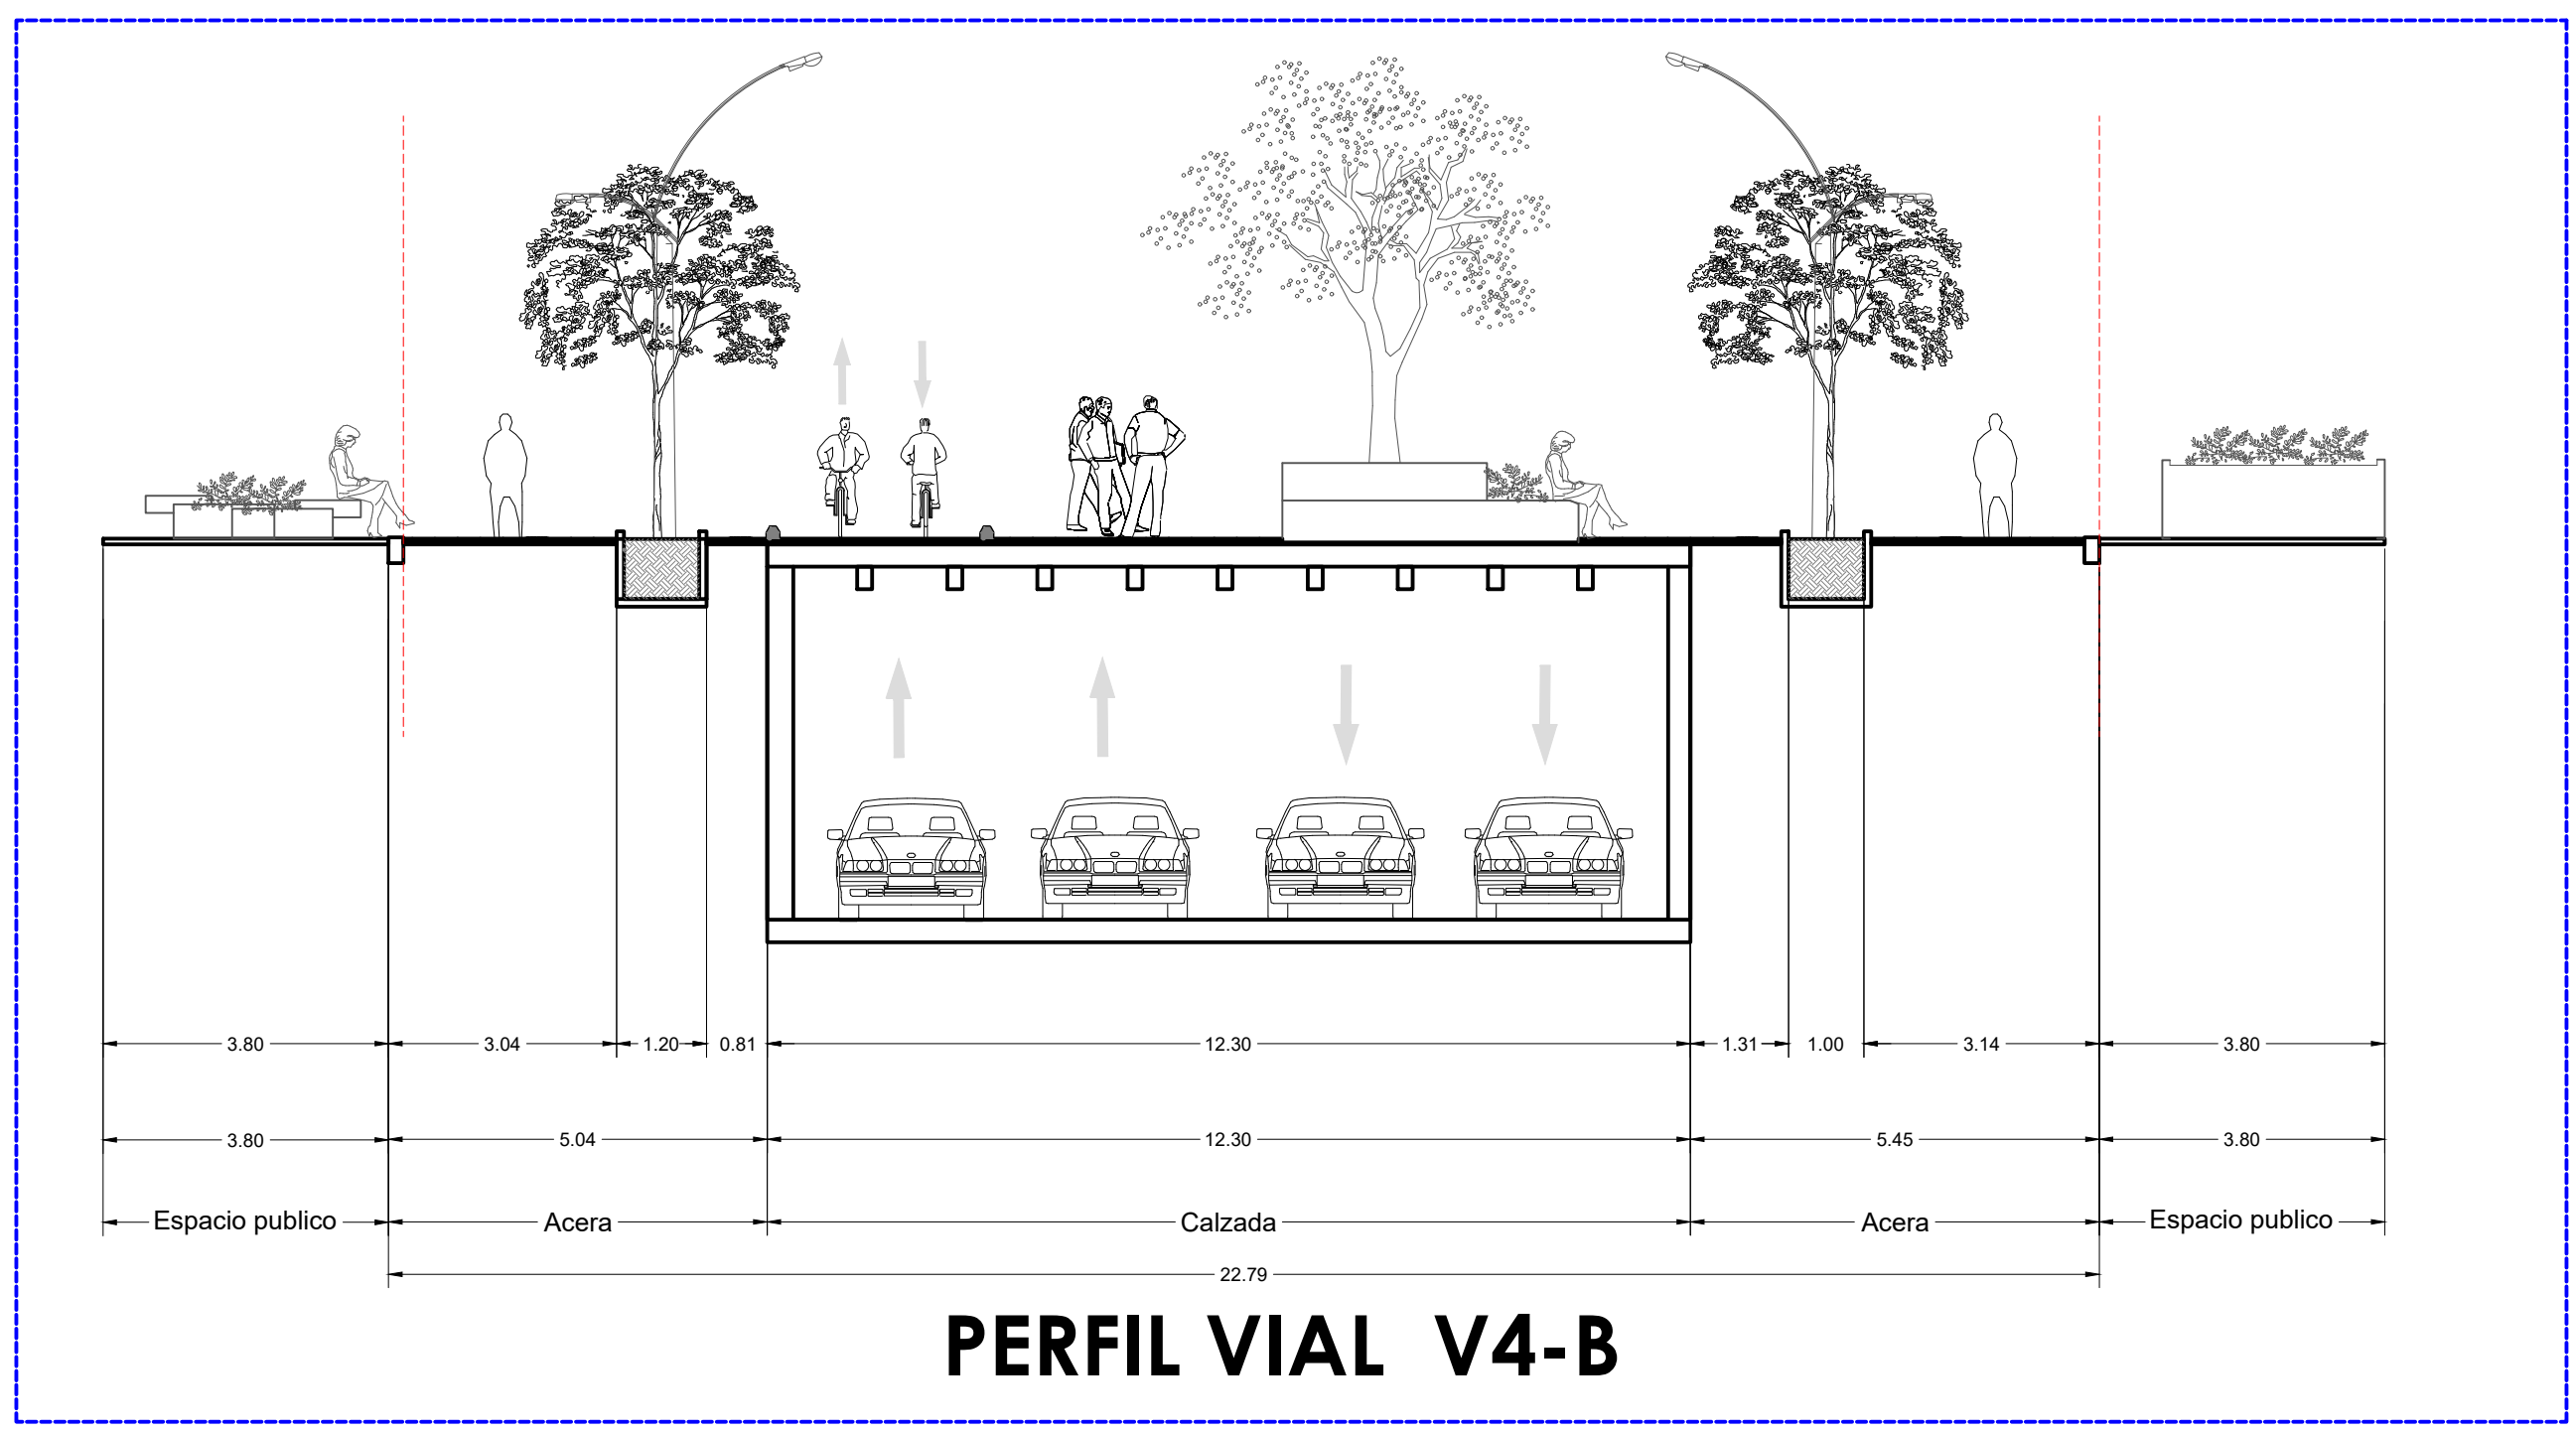 3.80 3.04 1.20 0.81 12.30 1.31 1.00 3.14 3.80
3.80 5.04 12.30 5.45 3.80
Espacio publico Acera Calzada Acera Espacio publico
22.79
PERFIL VIAL V4-B